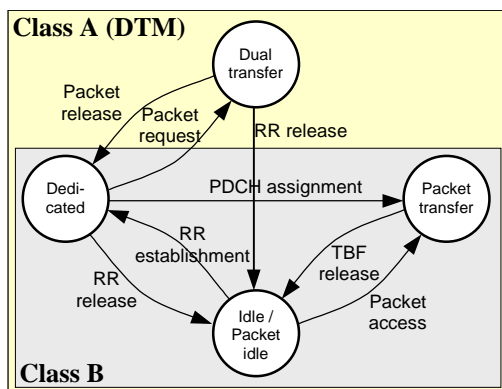 Class A (DTM)
Dual
transfer
Packet
release
Packet
request
RR release
Dedi-
cated
PDCH assignment
Packet
transfer
RR
establishment
TBF
release
RR
release
Packet
access
Idle /
Packet
idle
Class B